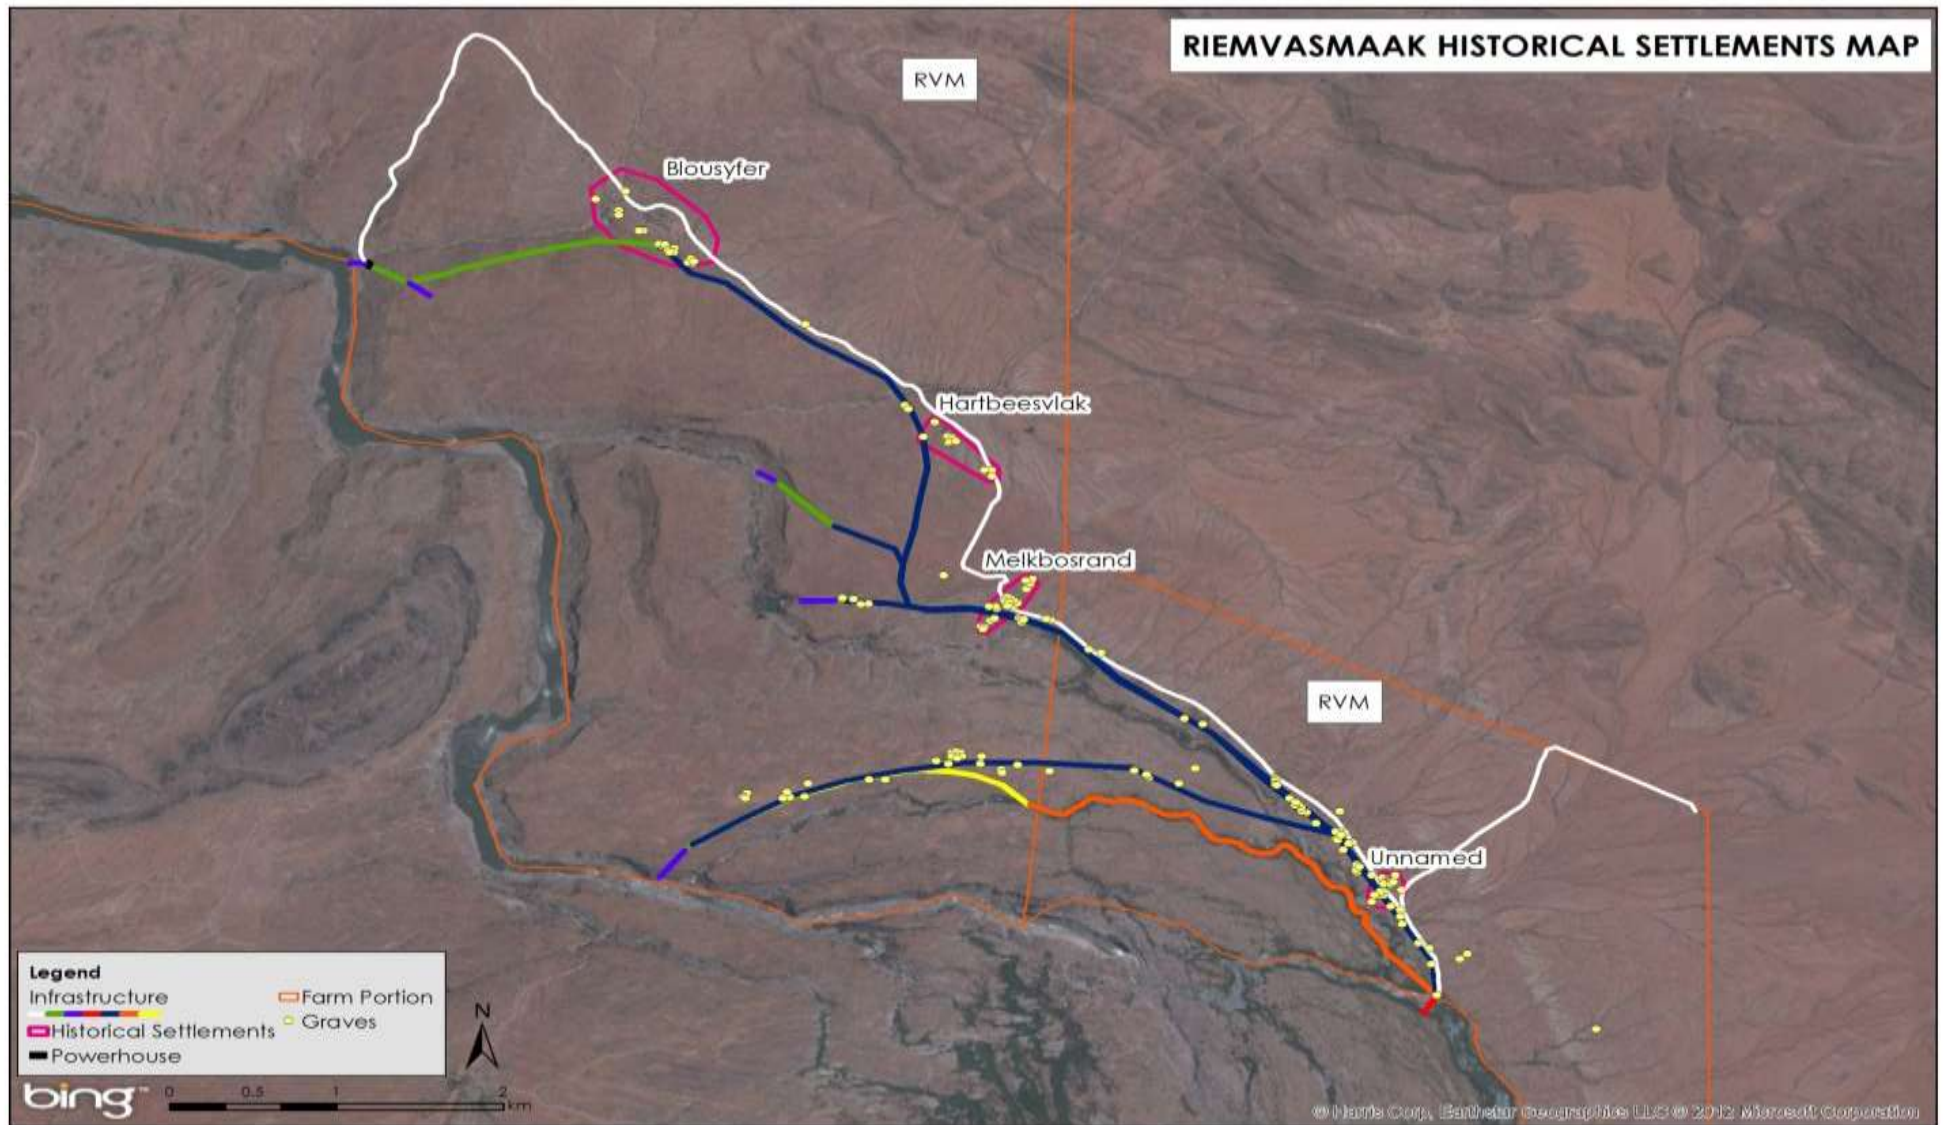 RIEMVASMAAK HISTORICAL SETTLEMENTS MAP
RVM
Blousyfer
Hartbeesvlak
Melkbosrand
RVM
Unnamed
Legend
Infrastructure
Historical Settlements
Powerhouse
Farm Portion
Graves
N
bing™
0 0.5 1 2
km
© Harris Corp, Earthstar Geographics LLC © 2012 Microsoft Corporation